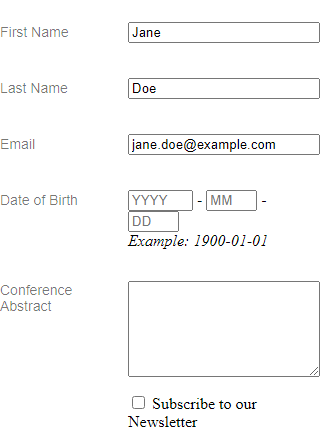 First Name Jane
Last Name Doe
Email jane.doe@example.com
Date of Birth YYYY - MM -
DD
Example: 1900-01-01
Conference
Abstract
Subscribe to our
Newsletter